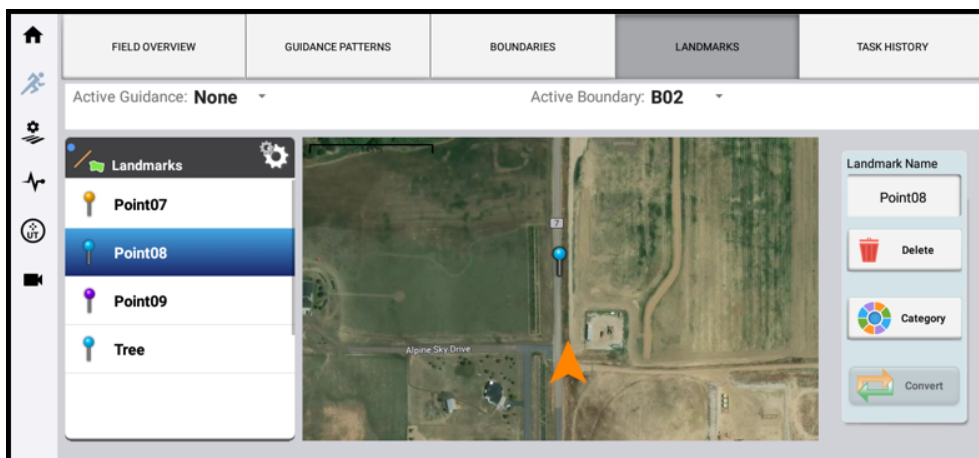 FIELD OVERVIEW
GUIDANCE PATTERNS
BOUNDARIES
LANDMARKS
TASK HISTORY
Active Guidance: None
Active Boundary: B02
Landmarks
Point07
Point08
Point09
Tree
UT
7
Alpine Sky Drive
Landmark Name
Point08
Delete
Category
Convert